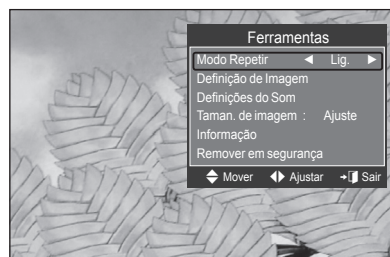 Ferramentas
Modo Repetir ◄ Lig. ►
Definição de Imagem
Definições do Som
Taman. de imagem : Ajuste
Informação
Remover em segurança
Mover Ajustar Sair